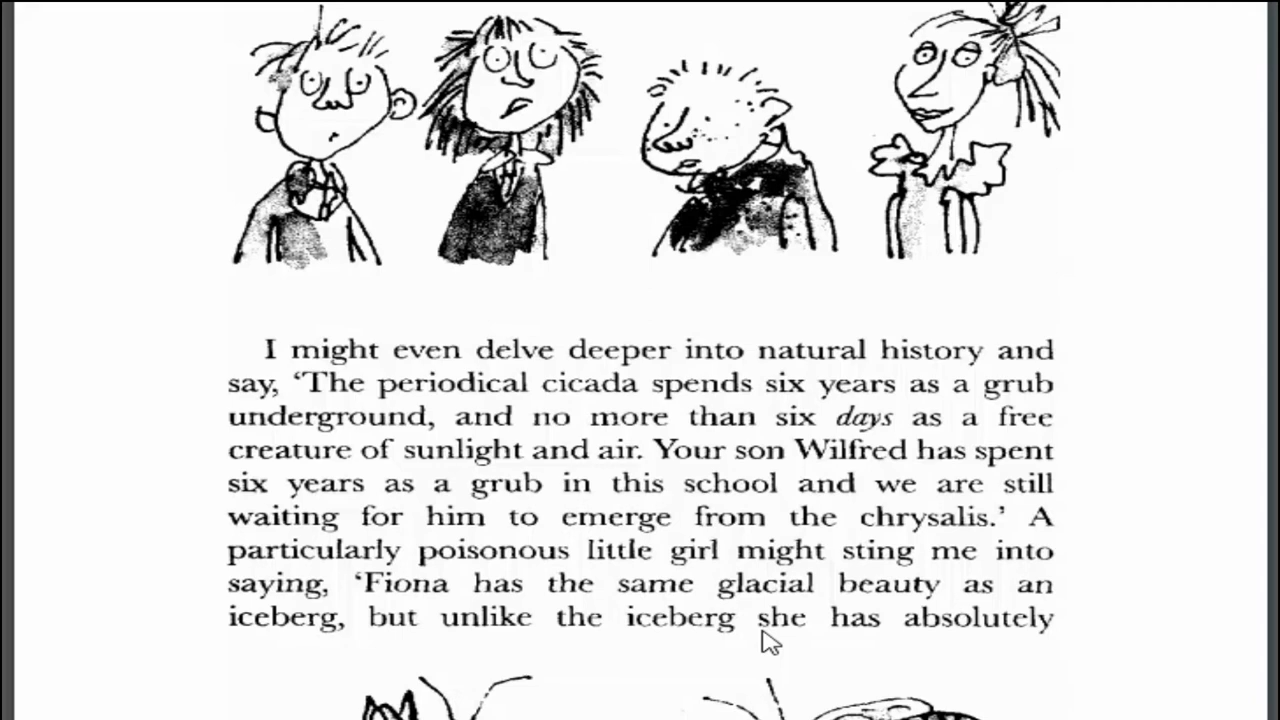 I might even delve deeper into natural history and
say, ‘The periodical cicada spends six years as a grub
underground, and no more than six days as a free
creature of sunlight and air. Your son Wilfred has spent
six years as a grub in this school and we are still
waiting for him to emerge from the chrysalis.’ A
particularly poisonous little girl might sting me into
saying, ‘Fiona has the same glacial beauty as an
iceberg, but unlike the iceberg she has absolutely